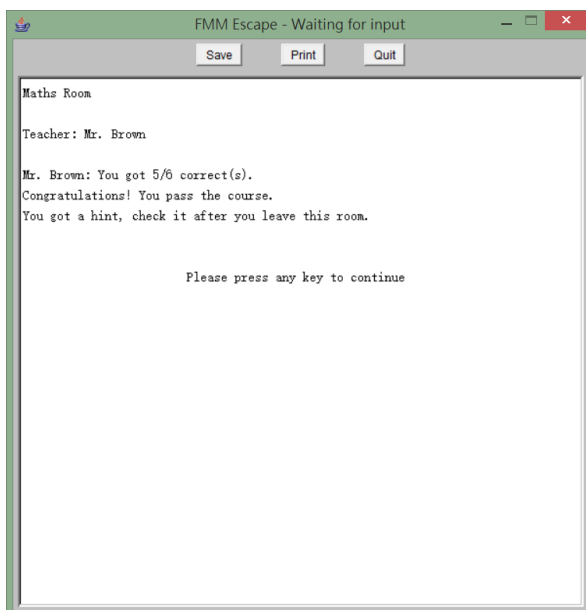 FMM Escape - Waiting for input
Save Print Quit
Maths Room
Teacher: Mr. Brown
Mr. Brown: You got 5/6 correct(s).
Congratulations! You pass the course.
You got a hint, check it after you leave this room.
Please press any key to continue